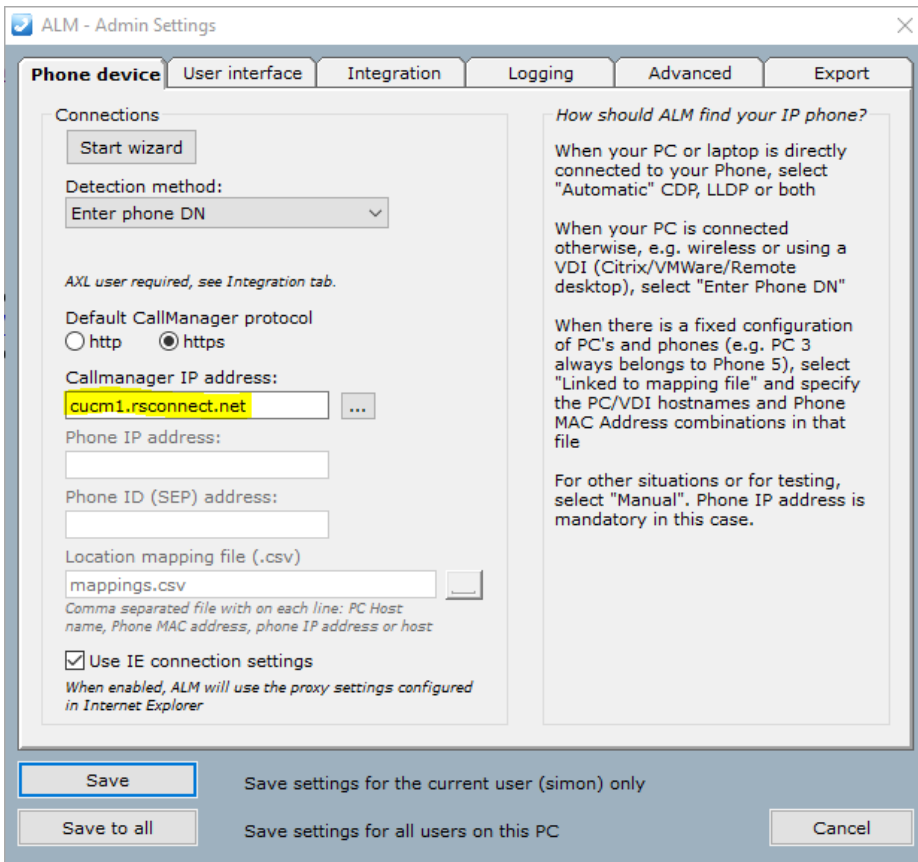 ALM - Admin Settings
Phone device
User interface
Integration
Logging
Advanced
Export
Connections
Start wizard
Detection method:
Enter phone DN
AXL user required, see Integration tab.
Default CallManager protocol
http
https
Callmanager IP address:
cucm1.rsconnect.net
...
Phone IP address:
Phone ID (SEP) address:
Location mapping file (.csv)
mappings.csv
Comma separated file with on each line: PC Host
name, Phone MAC address, phone IP address or host
Use IE connection settings
When enabled, ALM will use the proxy settings configured
in Internet Explorer
How should ALM find your IP phone?
When your PC or laptop is directly
connected to your Phone, select
"Automatic" CDP, LLDP or both
When your PC is connected
otherwise, e.g. wireless or using a
VDI (Citrix/VMWare/Remote
desktop), select "Enter Phone DN"
When there is a fixed configuration
of PC's and phones (e.g. PC 3
always belongs to Phone 5), select
"Linked to mapping file" and specify
the PC/VDI hostnames and Phone
MAC Address combinations in that
file
For other situations or for testing,
select "Manual". Phone IP address is
mandatory in this case.
Save
Save settings for the current user (simon) only
Save to all
Save settings for all users on this PC
Cancel